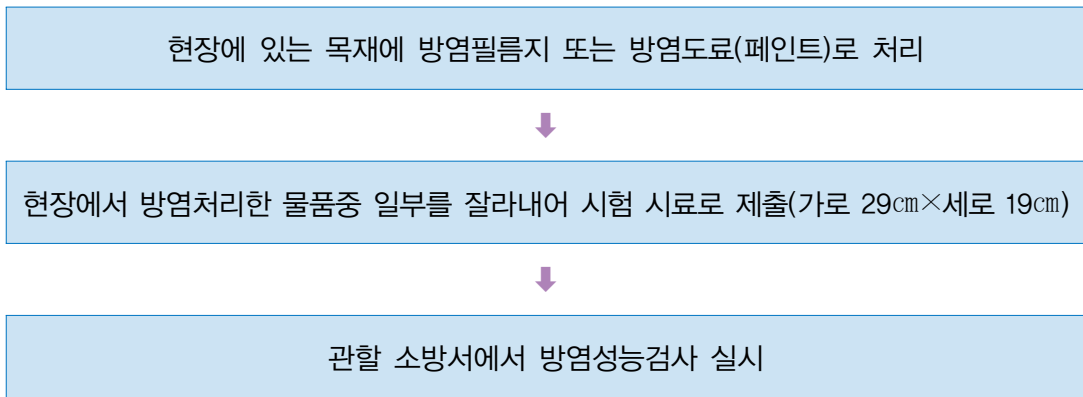 현장에 있는 목재에 방염필름지 또는 방염도료(페인트)로 처리
현장에서 방염처리한 물품중 일부를 잘라내어 시험 시료로 제출(가로 29㎝×세로 19㎝)
관할 소방서에서 방염성능검사 실시